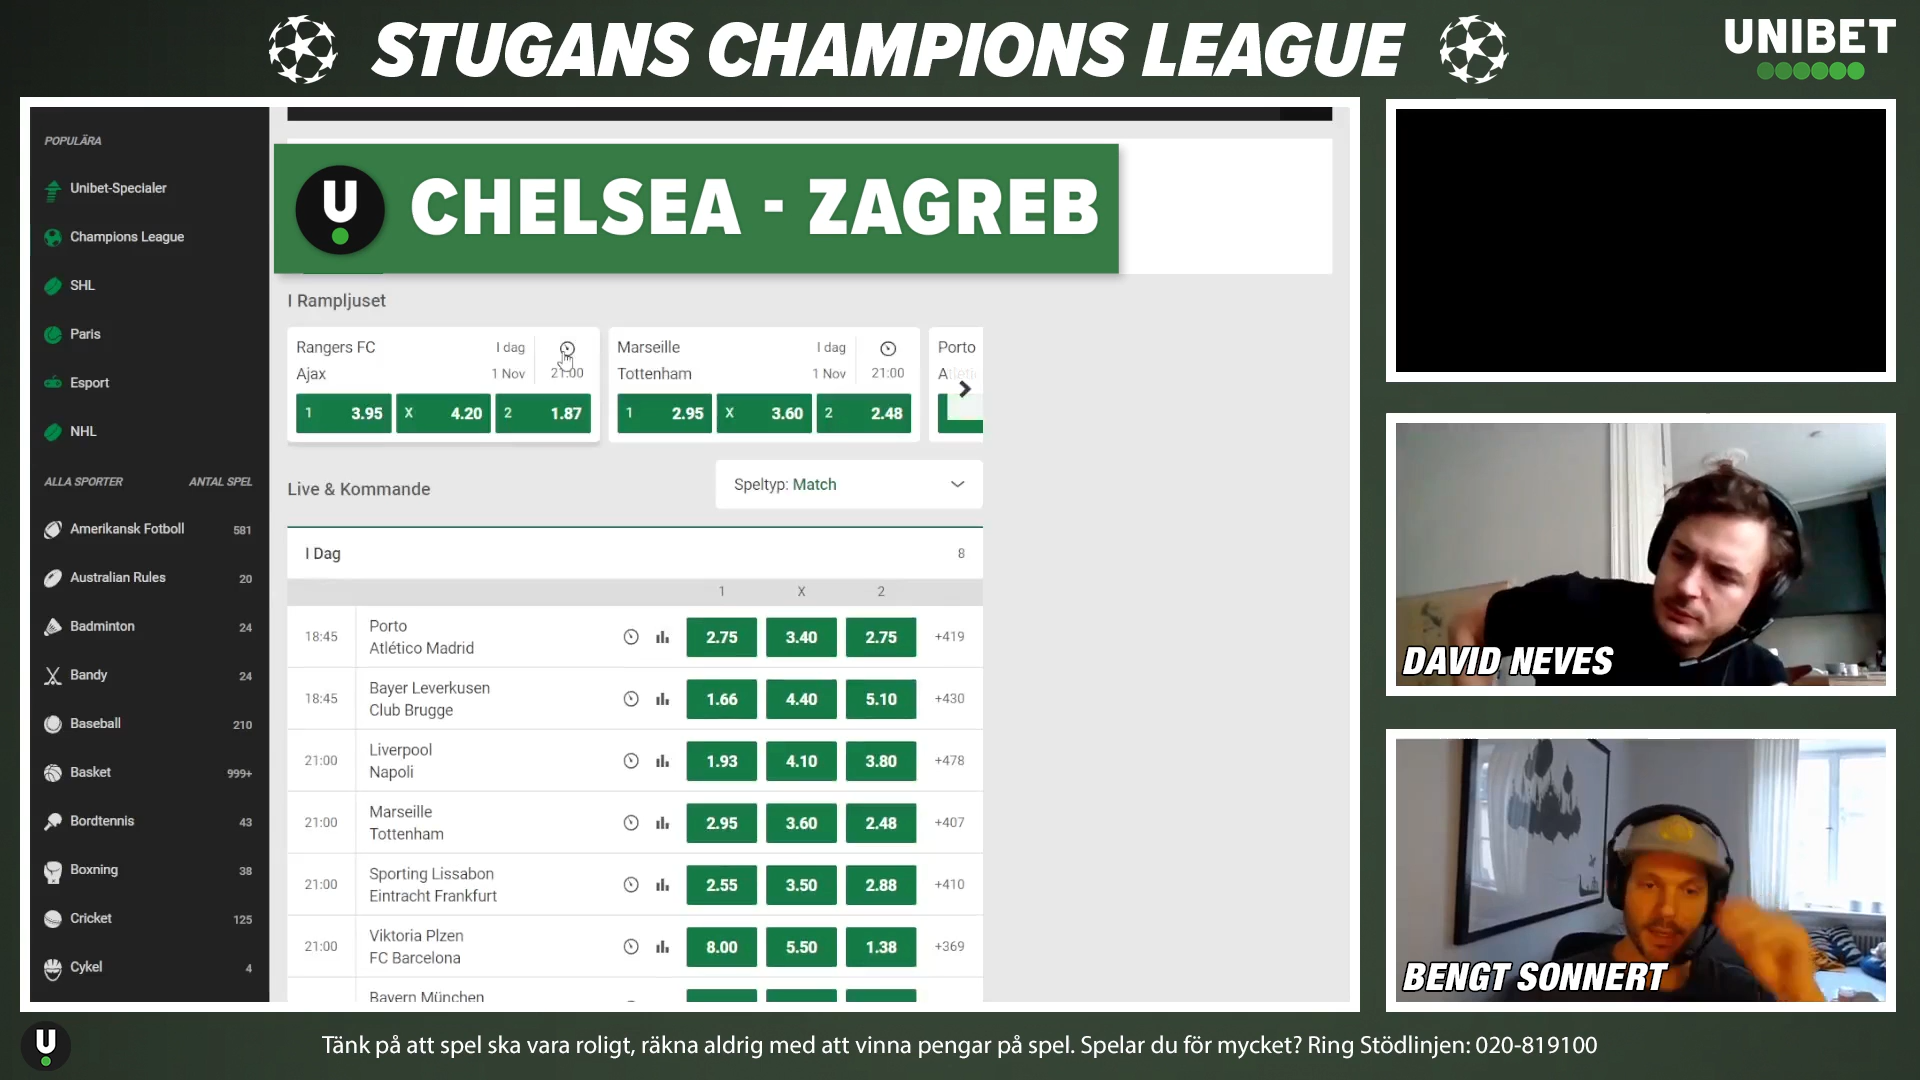 STUGANS CHAMPIONS LEAGUE
UNIBET
POPULÄRA
Unibet-Specialer
Champions League
SHL
Paris
Esport
NHL
ALLA SPORTER ANTAL SPEL
Amerikansk Fotboll 581
Australian Rules 20
Badminton 24
Bandy 24
Baseball 210
Basket 999+
Bordtennis 43
Boxning 38
Cricket 125
Cykel 4
U CHELSEA - ZAGREB
I Rampljuset
Rangers FC I dag
Ajax 1 Nov 21:00
1 3.95 X 4.20 2 1.87
Marseille I dag
Tottenham 1 Nov 21:00
1 2.95 X 3.60 2 2.48
Porto
Live & Kommande
Speltyp: Match
I Dag 8
1 X 2
18:45 Porto
Atlético Madrid 2.75 3.40 2.75 +419
18:45 Bayer Leverkusen
Club Brugge 1.66 4.40 5.10 +430
21:00 Liverpool
Napoli 1.93 4.10 3.80 +478
21:00 Marseille
Tottenham 2.95 3.60 2.48 +407
21:00 Sporting Lissabon
Eintracht Frankfurt 2.55 3.50 2.88 +410
21:00 Viktoria Plzen
FC Barcelona 8.00 5.50 1.38 +369
Bayern München
DAVID NEVES
BENGT SONNERT
U
Tänk på att spel ska vara roligt, räkna aldrig med att vinna pengar på spel. Spelar du för mycket? Ring Stödlinjen: 020-819100